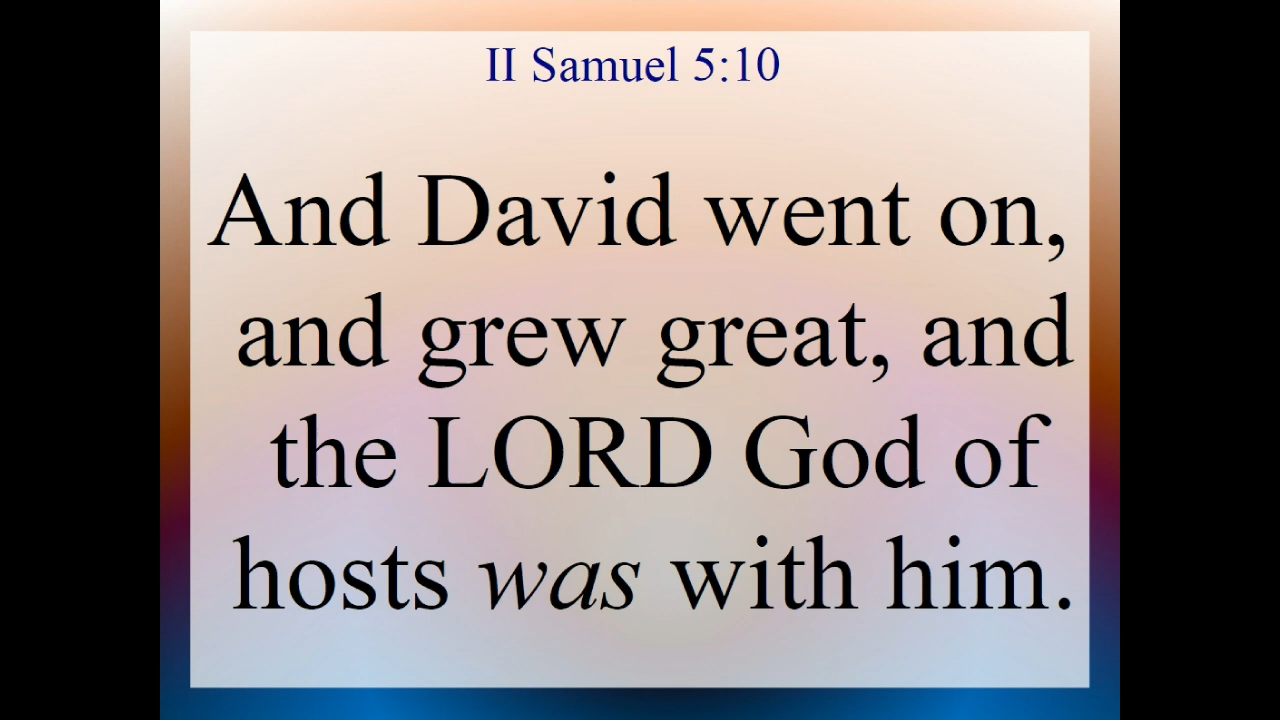 II Samuel 5:10
And David went on,
and grew great, and
the LORD God of
hosts was with him.